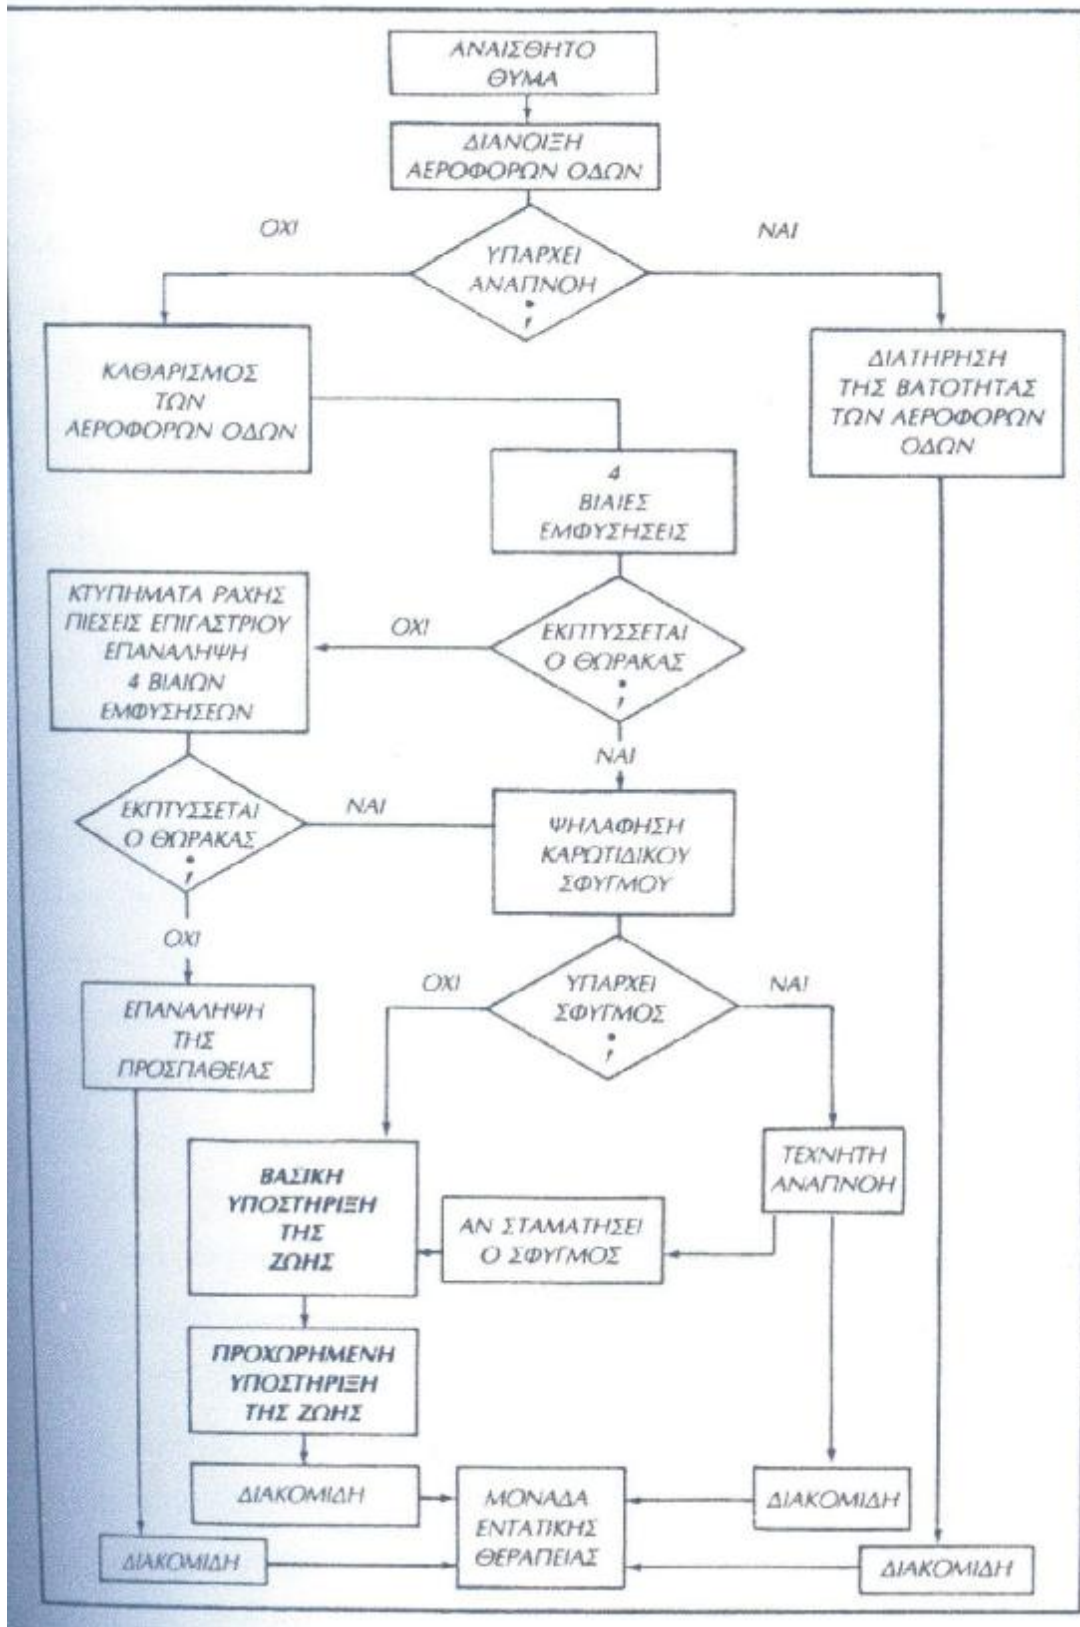 ΑΝΑΙΣΘΗΤΟ
ΘΥΜΑ
ΔΙΑΝΟΙΞΗ
ΑΕΡΟΦΟΡΩΝ ΟΔΩΝ
ΟΧΙ
ΝΑΙ
ΥΠΑΡΧΕΙ
ΑΝΑΠΝΟΗ
;
ΚΑΘΑΡΙΣΜΟΣ
ΤΩΝ
ΑΕΡΟΦΟΡΩΝ ΟΔΩΝ
ΔΙΑΤΗΡΗΣΗ
ΤΗΣ ΒΑΤΟΤΗΤΑΣ
ΤΩΝ ΑΕΡΟΦΟΡΩΝ
ΟΔΩΝ
4
ΒΙΑΙΕΣ
ΕΜΦΥΣΗΣΕΙΣ
ΚΤΥΠΗΜΑΤΑ ΡΑΧΗΣ
ΠΙΕΣΕΙΣ ΕΠΙΓΑΣΤΡΙΟΥ
ΕΠΑΝΑΛΗΨΗ
4 ΒΙΑΙΩΝ
ΕΜΦΥΣΗΣΕΩΝ
ΟΧΙ
ΕΚΠΤΥΣΣΕΤΑΙ
Ο ΘΩΡΑΚΑΣ
;
ΝΑΙ
ΕΚΠΤΥΣΣΕΤΑΙ
Ο ΘΩΡΑΚΑΣ
;
ΝΑΙ
ΨΗΛΑΦΗΣΗ
ΚΑΡΩΤΙΔΙΚΟΥ
ΣΦΥΓΜΟΥ
ΟΧΙ
ΕΠΑΝΑΛΗΨΗ
ΤΗΣ
ΠΡΟΣΠΑΘΕΙΑΣ
ΟΧΙ
ΥΠΑΡΧΕΙ
ΣΦΥΓΜΟΣ
;
ΝΑΙ
ΒΑΣΙΚΗ
ΥΠΟΣΤΗΡΙΞΗ
ΤΗΣ
ΖΩΗΣ
ΑΝ ΣΤΑΜΑΤΗΣΕΙ
Ο ΣΦΥΓΜΟΣ
ΤΕΧΝΗΤΗ
ΑΝΑΠΝΟΗ
ΠΡΟΧΩΡΗΜΕΝΗ
ΥΠΟΣΤΗΡΙΞΗ
ΤΗΣ ΖΩΗΣ
ΔΙΑΚΟΜΙΔΗ
ΜΟΝΑΔΑ
ΕΝΤΑΤΙΚΗΣ
ΘΕΡΑΠΕΙΑΣ
ΔΙΑΚΟΜΙΔΗ
ΔΙΑΚΟΜΙΔΗ
ΔΙΑΚΟΜΙΔΗ